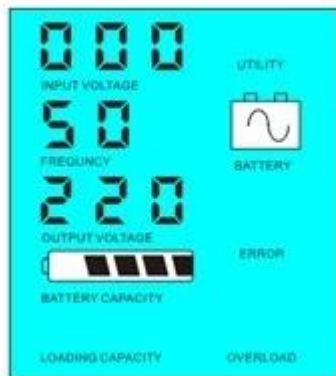 000
INPUT VOLTAGE
UTILITY
50
FREQUNCY
BATTERY
220
OUTPUT VOLTAGE
ERROR
BATTERY CAPACITY
LOADING CAPACITY
OVERLOAD